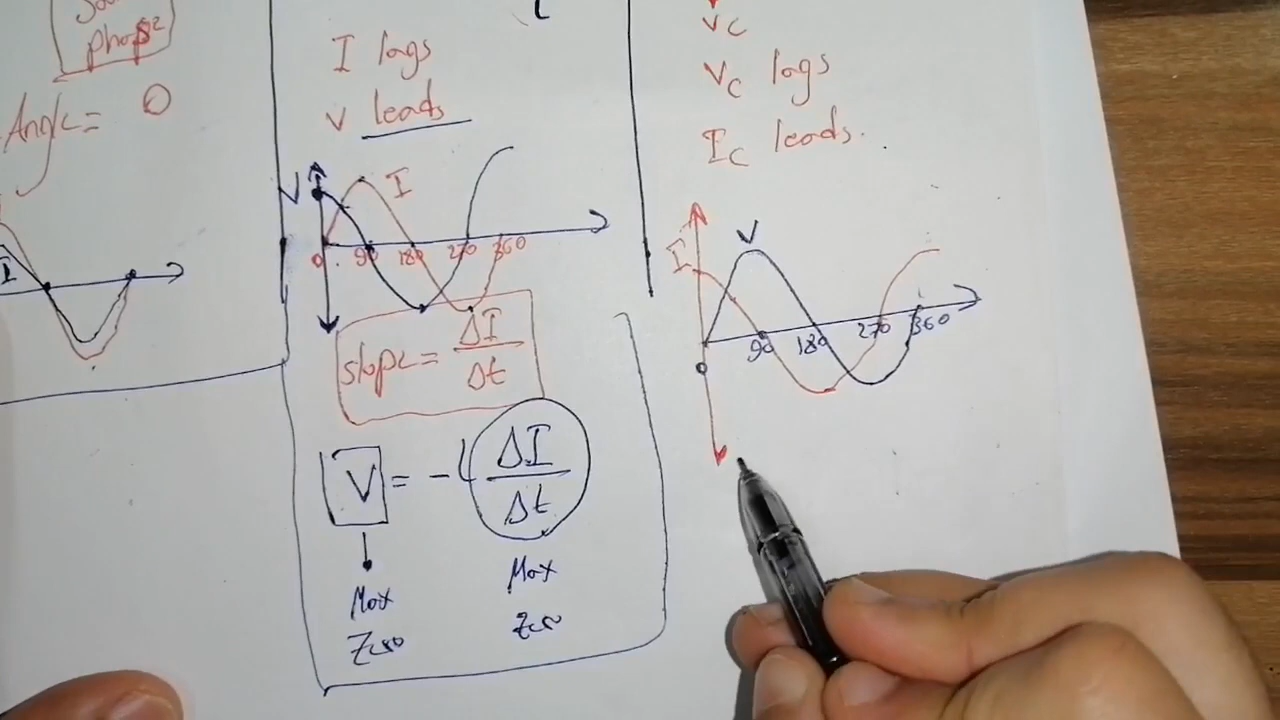 phase
Angle = 0
I
I lags
V leads
V
I
0
90
180
270
360
slope = ΔI
Δt
V = -L ΔI
Δt
Max
Zero
Max
Zero
Vc
Vc lags
Ic leads.
I
V
0
90
180
270
360